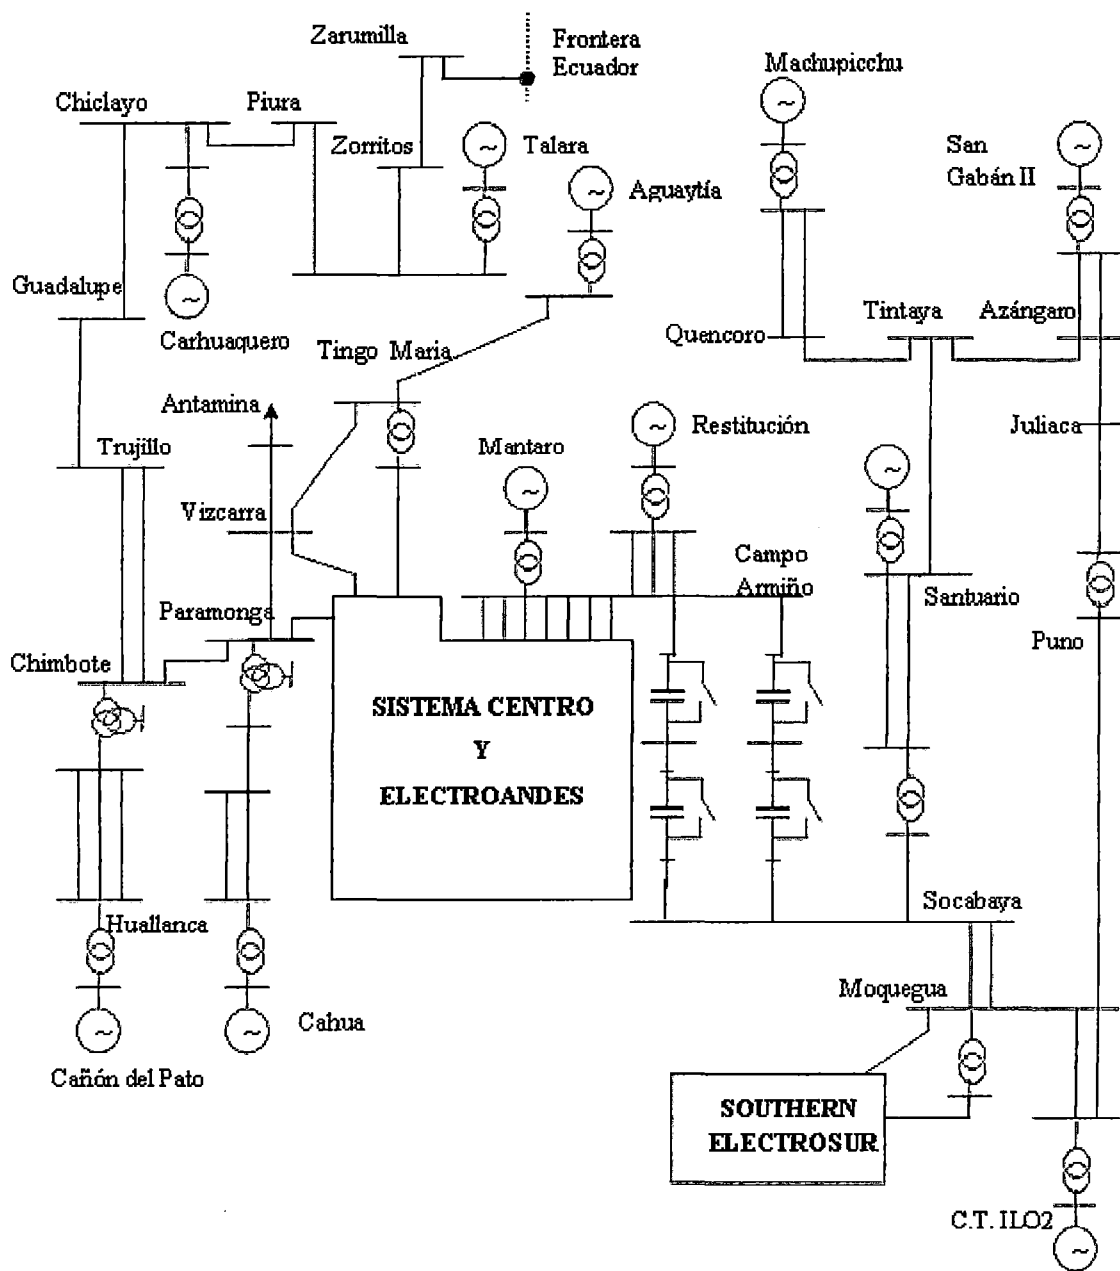 Zarumilla
Frontera
Ecuador
Machupicchu
Chiclayo
Piura
Zorritos
Talara
San
Gabán II
Aguaytía
Guadalupe
Carhuaquero
Tingo Maria
Quencoro
Tintaya
Azángaro
Antamina
Restitución
Juliaca
Trujillo
Mantaro
Vizcarra
Campo
Armiño
Santuario
Paramonga
Puno
Chimbote
SISTEMA CENTRO
Y
ELECTROANDES
Huallanca
Socabaya
Moquegua
Cahua
Cañón del Pato
SOUTHERN
ELECTROSUR
C.T. ILO2